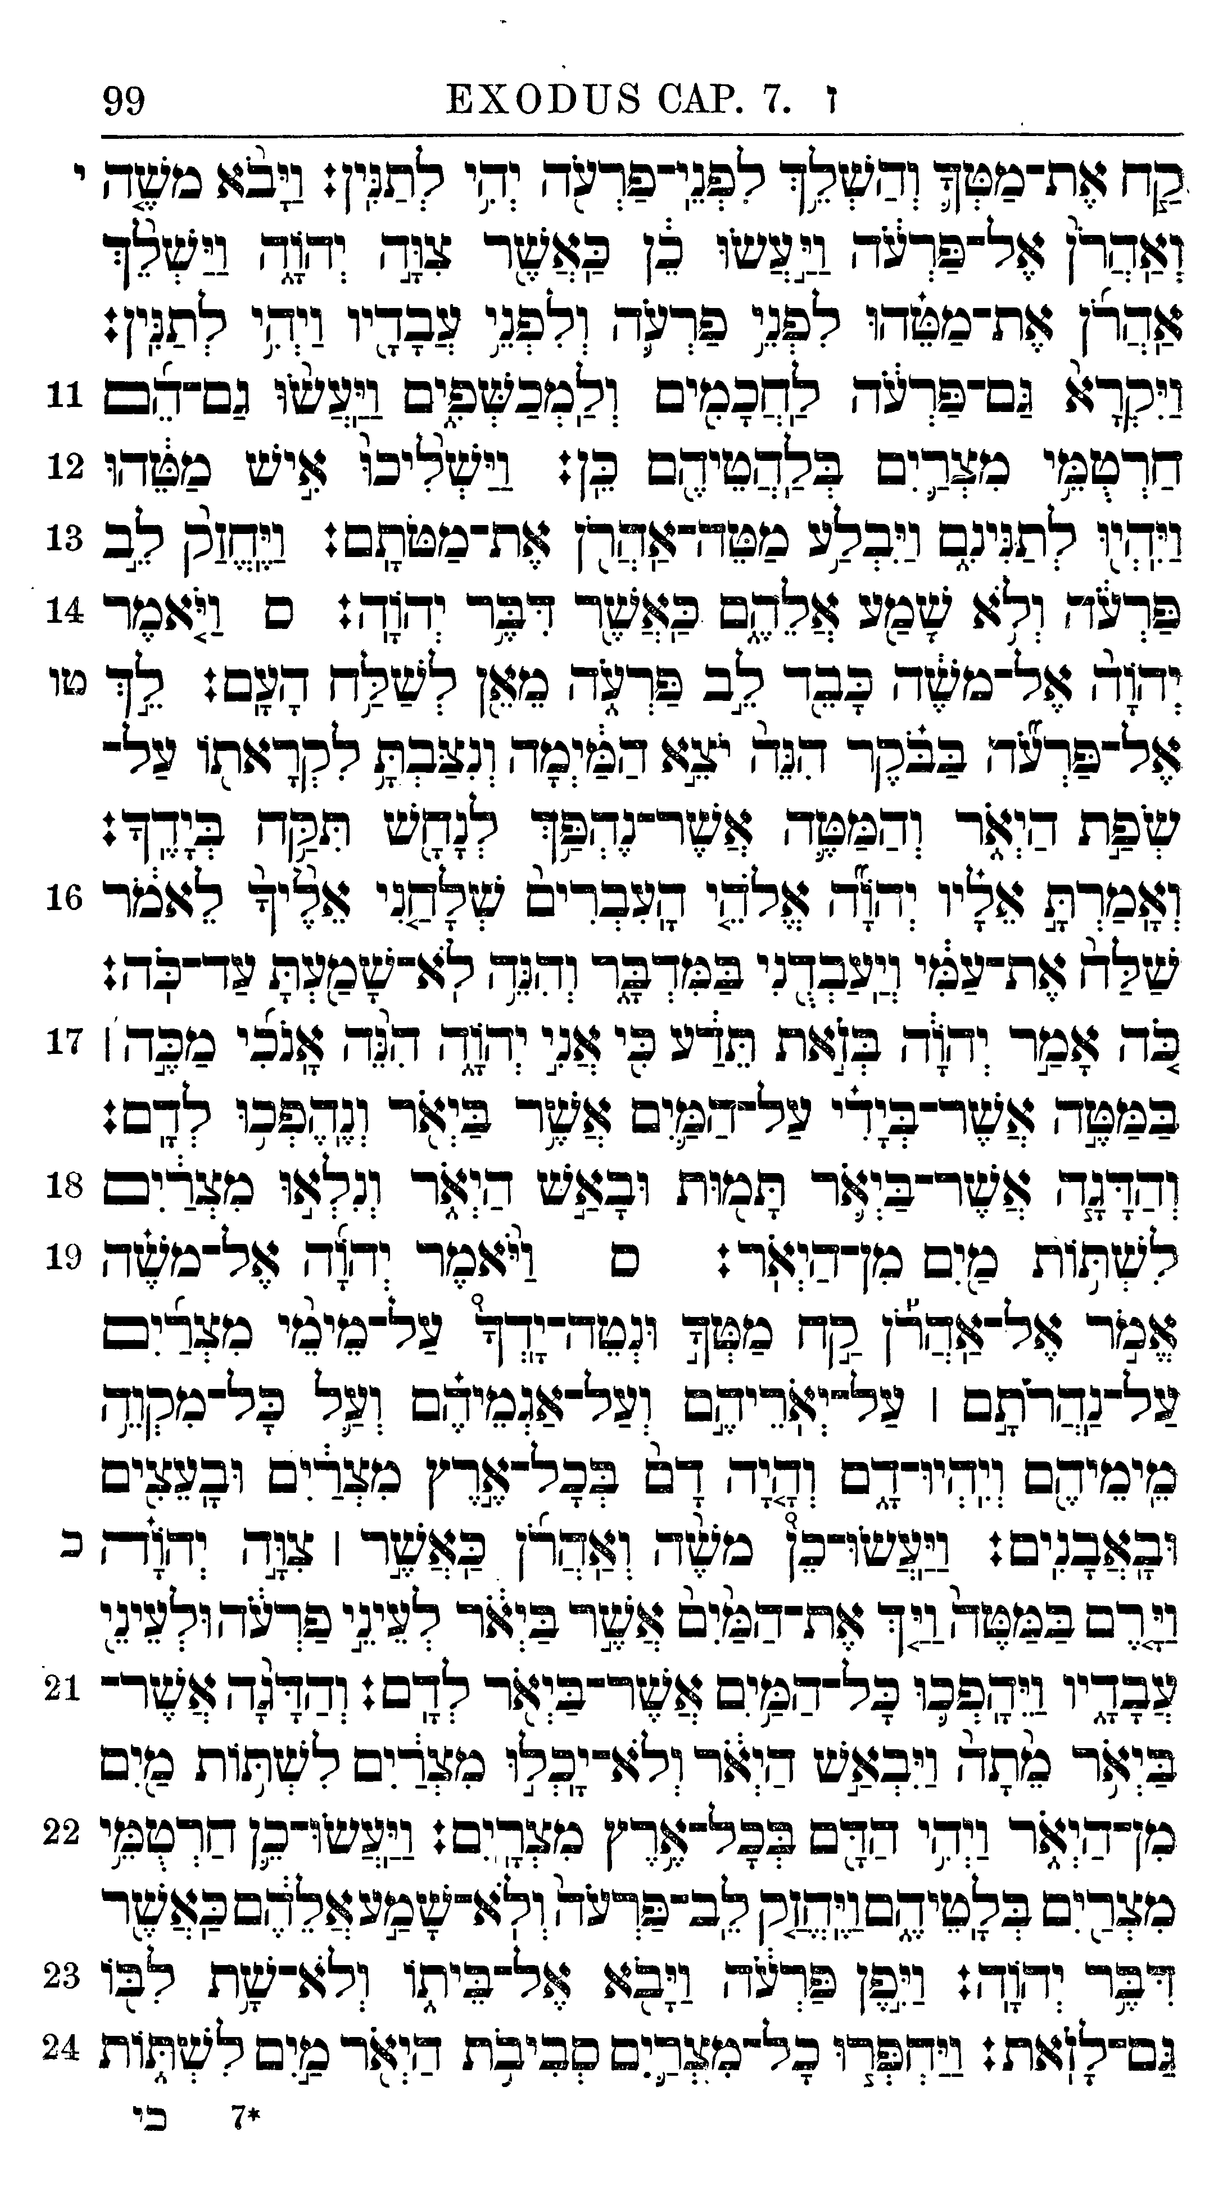 99 EXODUS CAP. 7. ז
קַ֣ח אֶֽת־מַטְּךָ֛ וְהַשְׁלֵ֥ךְ לִפְנֵֽי־פַרְעֹ֖ה יְהִ֥י לְתַנִּֽין׃ וַיָּבֹ֨א מֹשֶׁ֤ה י
וְאַֽהֲרֹן֙ אֶל־פַּרְעֹ֔ה וַיַּ֣עֲשׂוּ כֵ֔ן כַּֽאֲשֶׁ֖ר צִוָּ֣ה יְהוָֹ֑ה וַיַּשְׁלֵ֨ךְ
אַֽהֲרֹ֜ן אֶת־מַטֵּ֗הוּ לִפְנֵ֥י פַרְעֹ֛ה וְלִפְנֵ֥י עֲבָדָ֖יו וַיְהִ֥י לְתַנִּֽין׃
וַיִּקְרָא֙ גַּם־פַּרְעֹ֔ה לַֽחֲכָמִ֖ים וְלַֽמְכַשְּׁפִ֑ים וַיַּֽעֲשׂ֨וּ גַם־הֵ֜ם 11
חַרְטֻמֵּ֥י מִצְרַ֛יִם בְּלַֽהֲטֵיהֶ֖ם כֵּֽן׃ וַיַּשְׁלִ֨יכוּ֙ אִ֣ישׁ מַטֵּ֔הוּ 12
וַיִּֽהְי֖וּ לְתַנִּינִ֑ם וַיִּבְלַ֥ע מַטֵּה־אַֽהֲרֹ֖ן אֶת־מַטֹּתָֽם׃ וַיֶּֽחֱזַק֙ לֵ֣ב 13
פַּרְעֹ֔ה וְלֹ֥א שָׁמַ֖ע אֲלֵהֶ֑ם כַּֽאֲשֶׁ֖ר דִּבֶּ֥ר יְהוָֹֽה׃ ס וַיֹּ֤אמֶר 14
יְהוָֹה֙ אֶל־מֹשֶׁ֔ה כָּבֵ֖ד לֵ֣ב פַּרְעֹ֑ה מֵאֵ֖ן לְשַׁלַּ֥ח הָעָֽם׃ לֵ֣ךְ טו
אֶל־פַּרְעֹ֞ה בַּבֹּ֗קֶר הִנֵּה֙ יֹצֵ֣א הַמַּ֔יְמָה וְנִצַּבְתָּ֥ לִקְרָאת֖וֹ עַל־
שְׂפַ֣ת הַיְאֹ֑ר וְהַמַּטֶּ֛ה אֲשֶׁר־נֶהְפַּ֥ךְ לְנָחָ֖שׁ תִּקַּ֥ח בְּיָדֶֽךָ׃
וְאָֽמַרְתָּ֣ אֵלָ֗יו יְהוָֹ֞ה אֱלֹהֵ֤י הָֽעִבְרִים֙ שְׁלָחַ֤נִי אֵלֶ֨יךָ֙ לֵאמֹ֔ר 16
שַׁלַּח֙ אֶת־עַמִּ֔י וְיַֽעַבְדֻ֖נִי בַּמִּדְבָּ֑ר וְהִנֵּ֥ה לֹֽא־שָׁמַ֖עְתָּ עַד־כֹּֽה׃
כֹּ֚ה אָמַ֣ר יְהוָֹ֔ה בְּזֹ֣את תֵּדַ֔ע כִּ֖י אֲנִ֣י יְהוָֹ֑ה הִנֵּ֨ה אָֽנֹכִ֜י מַכֶּ֣ה ׀ 17
בַּמַּטֶּ֣ה אֲשֶׁר־בְּיָדִ֗י עַל־הַמַּ֛יִם אֲשֶׁ֥ר בַּיְאֹ֖ר וְנֶֽהֶפְכ֥וּ לְדָֽם׃
וְהַדָּגָ֧ה אֲשֶׁר־בַּיְאֹ֛ר תָּמ֖וּת וּבָאַ֣שׁ הַיְאֹ֑ר וְנִלְא֣וּ מִצְרַ֔יִם 18
לִשְׁתּ֥וֹת מַ֖יִם מִן־הַיְאֹֽר׃ ס וַיֹּ֨אמֶר יְהוָֹ֜ה אֶל־מֹשֶׁ֗ה 19
אֱמֹ֣ר אֶֽל־אַֽהֲרֹ֡ן קַ֣ח מַטְּךָ֣ וּנְטֵֽה־יָֽדְךָ֩ עַל־מֵימֵ֨י מִצְרַ֜יִם
עַֽל־נַֽהֲרֹתָ֣ם ׀ עַל־יְאֹֽרֵיהֶ֣ם וְעַל־אַגְמֵיהֶ֗ם וְעַ֛ל כָּל־מִקְוֵ֥ה
מֵֽימֵיהֶ֖ם וְיִֽהְיוּ־דָ֑ם וְהָ֤יָה דָם֙ בְּכָל־אֶ֣רֶץ מִצְרַ֔יִם וּבָֽעֵצִ֖ים
וּבָֽאֲבָנִֽים׃ וַיַּֽעֲשׂוּ־כֵן֩ מֹשֶׁ֨ה וְאַֽהֲרֹ֜ן כַּֽאֲשֶׁ֣ר ׀ צִוָּ֣ה יְהוָֹ֗ה כ
וַיָּ֤רֶם בַּמַּטֶּה֙ וַיַּ֤ךְ אֶת־הַמַּ֨יִם֙ אֲשֶׁ֣ר בַּיְאֹ֔ר לְעֵינֵ֣י פַרְעֹ֔ה וּלְעֵינֵ֖י
עֲבָדָ֑יו וַיֵּהָֽפְכ֛וּ כָּל־הַמַּ֥יִם אֲשֶׁר־בַּיְאֹ֖ר לְדָֽם׃ וְהַדָּגָ֨ה אֲשֶׁר־ 21
בַּיְאֹ֥ר מֵ֨תָה֙ וַיִּבְאַ֣שׁ הַיְאֹ֔ר וְלֹא־יָֽכְל֣וּ מִצְרַ֔יִם לִשְׁתּ֥וֹת מַ֖יִם
מִן־הַיְאֹ֑ר וַיְהִ֥י הַדָּ֖ם בְּכָל־אֶ֥רֶץ מִצְרָֽיִם׃ וַיַּֽעֲשׂוּ־כֵ֛ן חַרְטֻמֵּ֥י 22
מִצְרַ֖יִם בְּלָֽטֵיהֶ֑ם וַיֶּֽחֱזַ֤ק לֵב־פַּרְעֹה֙ וְלֹֽא־שָׁמַ֣ע אֲלֵהֶ֔ם כַּֽאֲשֶׁ֖ר
דִּבֶּ֥ר יְהוָֹֽה׃ וַיִּ֣פֶן פַּרְעֹ֔ה וַיָּבֹ֖א אֶל־בֵּית֑וֹ וְלֹא־שָׁ֥ת לִבּ֖וֹ 23
גַּם־לָזֹֽאת׃ וַיַּחְפְּר֧וּ כָל־מִצְרַ֛יִם סְבִיבֹ֥ת הַיְאֹ֖ר מַ֣יִם לִשְׁתּ֑וֹת 24
7* כי